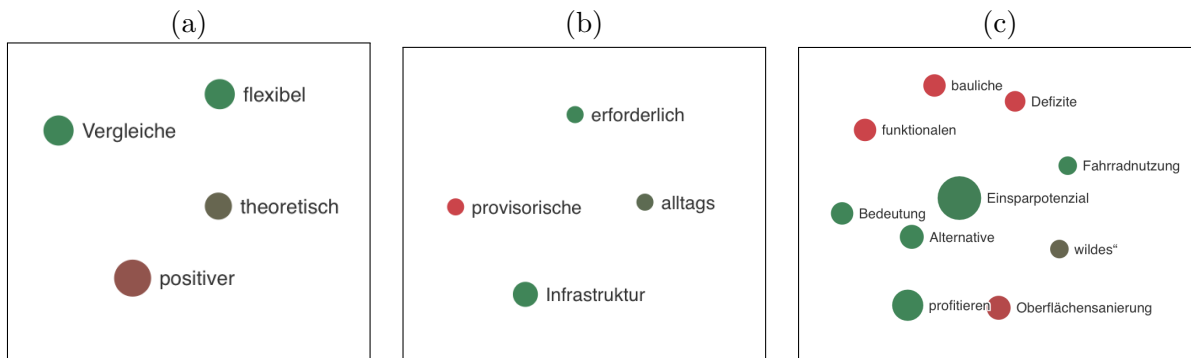 (a)
flexibel
Vergleiche
theoretisch
positiver
(b)
erforderlich
provisorische
alltags
Infrastruktur
(c)
bauliche
Defizite
funktionalen
Fahrradnutzung
Einsparpotenzial
Bedeutung
Alternative
wildes“
profitieren
Oberflächensanierung